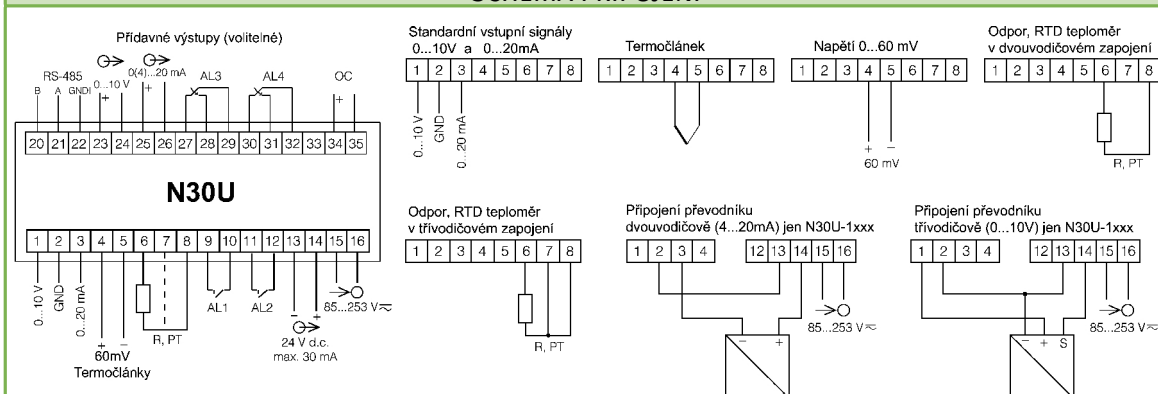 SCHÉMA PŘIPOJENÍ
Přídavné výstupy (volitelné)
RS-485
B A GNDI
0...10 V
+
0(4)...20 mA
+
AL3
AL4
OC
+
20 21 22 23 24 25 26 27 28 29 30 31 32 33 34 35
N30U
1 2 3 4 5 6 7 8 9 10 11 12 13 14 15 16
0...10 V
GND
0...20 mA
+ −
60mV
Termočlánky
R, PT
AL1
AL2
− +
24 V d.c.
max. 30 mA
85...253 V
Standardní vstupní signály
0...10V a 0...20mA
1 2 3 4 5 6 7 8
0...10 V
GND
0...20 mA
Termočlánek
1 2 3 4 5 6 7 8
Napětí 0...60 mV
1 2 3 4 5 6 7 8
+ −
60 mV
Odpor, RTD teploměr
v dvouvodičovém zapojení
1 2 3 4 5 6 7 8
R, PT
Odpor, RTD teploměr
v třívodičovém zapojení
1 2 3 4 5 6 7 8
R, PT
Připojení převodníku
dvouvodičově (4...20mA) jen N30U-1xxx
1 2 3 4
12 13 14 15 16
85...253 V
− +
Připojení převodníku
třívodičově (0...10V) jen N30U-1xxx
1 2 3 4
12 13 14 15 16
85...253 V
− + S